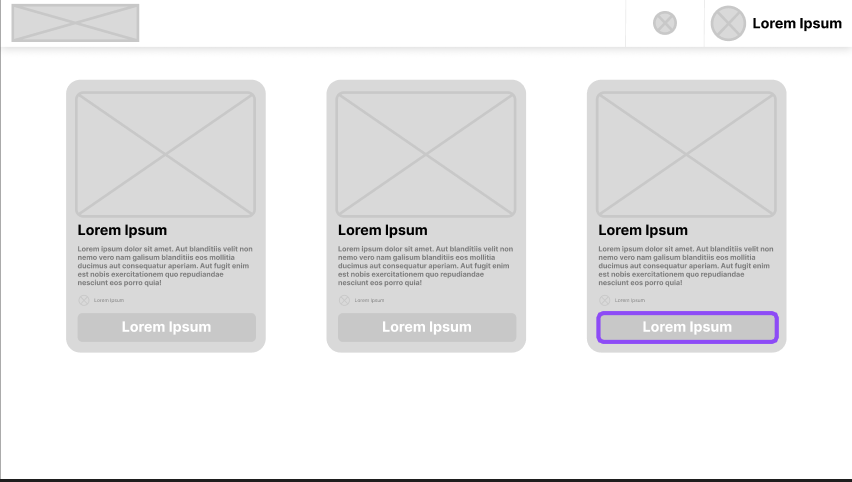 Lorem Ipsum
Lorem Ipsum
Lorem ipsum dolor sit amet. Aut blanditiis velit non
nemo vero nam galisum blanditiis eos mollitia
ducimus aut consequatur aperiam. Aut fugit enim
est nobis exercitationem quo repudiandae
nesciunt eos porro quia!
Lorem Ipsum
Lorem Ipsum
Lorem Ipsum
Lorem ipsum dolor sit amet. Aut blanditiis velit non
nemo vero nam galisum blanditiis eos mollitia
ducimus aut consequatur aperiam. Aut fugit enim
est nobis exercitationem quo repudiandae
nesciunt eos porro quia!
Lorem Ipsum
Lorem Ipsum
Lorem Ipsum
Lorem ipsum dolor sit amet. Aut blanditiis velit non
nemo vero nam galisum blanditiis eos mollitia
ducimus aut consequatur aperiam. Aut fugit enim
est nobis exercitationem quo repudiandae
nesciunt eos porro quia!
Lorem Ipsum
Lorem Ipsum